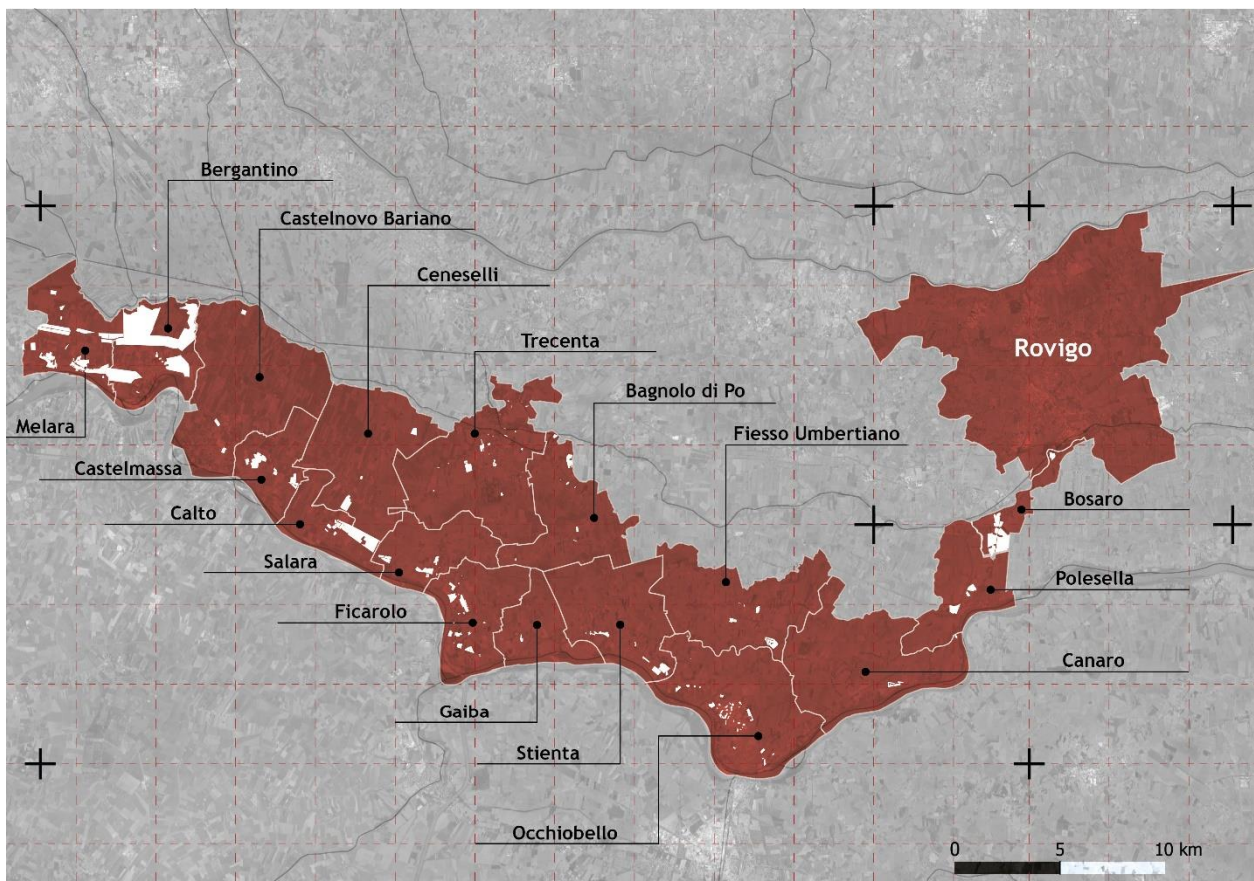 Bergantino
Castelnovo Bariano
Ceneselli
Trecenta
Rovigo
Bagnolo di Po
Melara
Fiesso Umbertiano
Castelmassa
Bosaro
Calto
Salara
Polesella
Ficarolo
Canaro
Gaiba
Stienta
Occhiobello
0 5 10 km